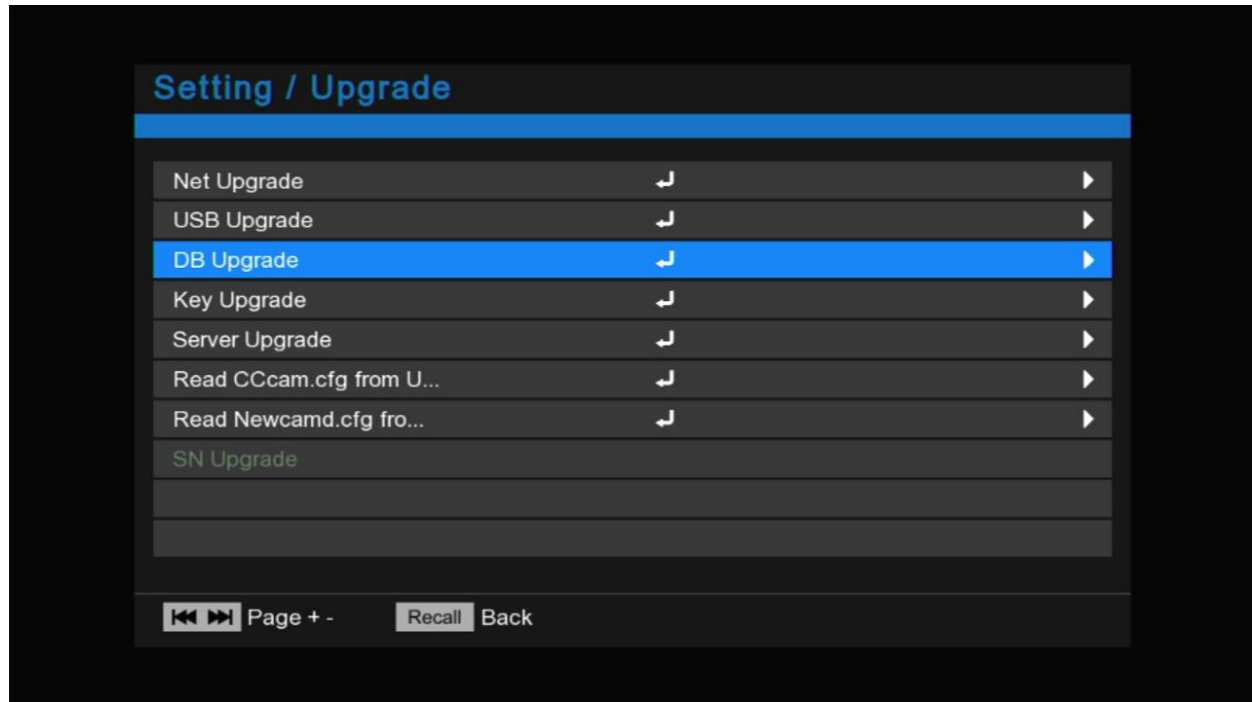 Setting / Upgrade
Net Upgrade
USB Upgrade
DB Upgrade
Key Upgrade
Server Upgrade
Read CCcam.cfg from U...
Read Newcamd.cfg fro...
SN Upgrade
Page + - Recall Back